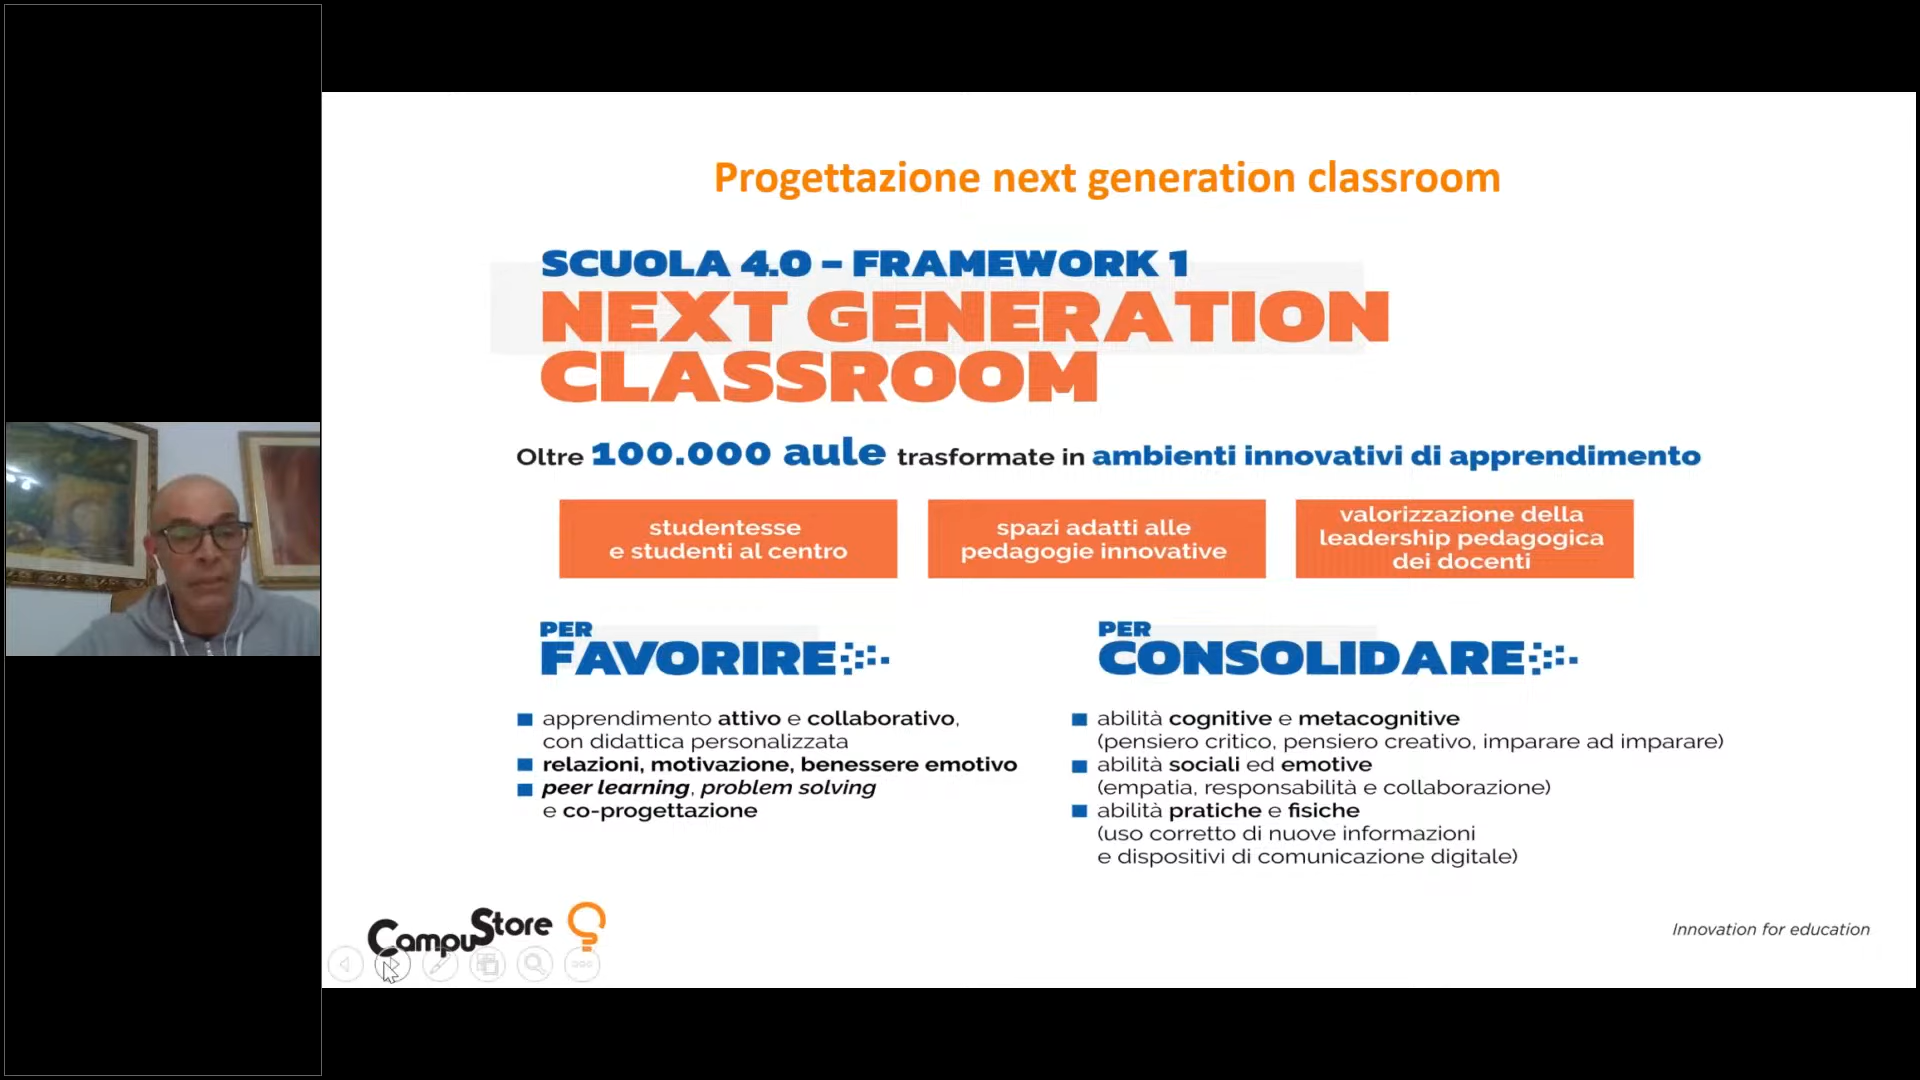 Progettazione next generation classroom
SCUOLA 4.0 – FRAMEWORK 1
NEXT GENERATION
CLASSROOM
Oltre 100.000 aule trasformate in ambienti innovativi di apprendimento
studentesse
e studenti al centro
spazi adatti alle
pedagogie innovative
valorizzazione della
leadership pedagogica
dei docenti
PER
FAVORIRE
apprendimento attivo e collaborativo,
con didattica personalizzata
relazioni, motivazione, benessere emotivo
peer learning, problem solving
e co-progettazione
PER
CONSOLIDARE
abilità cognitive e metacognitive
(pensiero critico, pensiero creativo, imparare ad imparare)
abilità sociali ed emotive
(empatia, responsabilità e collaborazione)
abilità pratiche e fisiche
(uso corretto di nuove informazioni
e dispositivi di comunicazione digitale)
CampuStore
Innovation for education